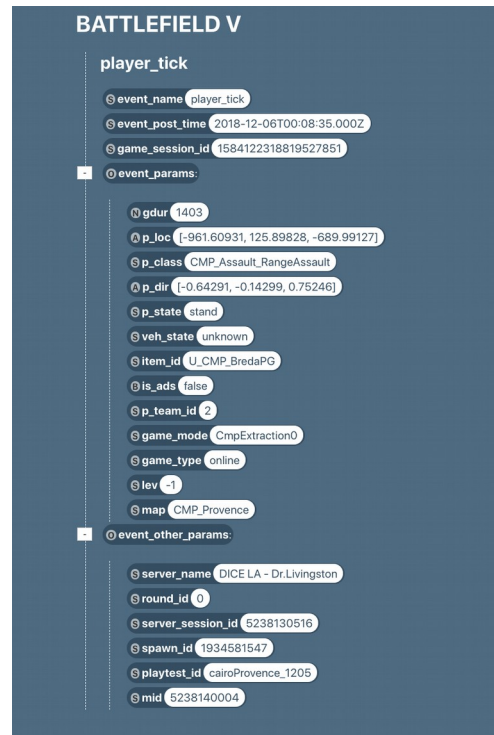 BATTLEFIELD V
player_tick
S event_name player_tick
S event_post_time 2018-12-06T00:08:35.000Z
S game_session_id 1584122318819527851
- O event_params:
N gdur 1403
A p_loc [-961.60931, 125.89828, -689.99127]
S p_class CMP_Assault_RangeAssault
A p_dir [-0.64291, -0.14299, 0.75246]
S p_state stand
S veh_state unknown
S item_id U_CMP_BredaPG
B is_ads false
S p_team_id 2
S game_mode CmpExtraction0
S game_type online
S lev -1
S map CMP_Provence
- O event_other_params:
S server_name DICE LA - Dr.Livingston
S round_id 0
S server_session_id 5238130516
S spawn_id 1934581547
S playtest_id cairoProvence_1205
S mid 5238140004